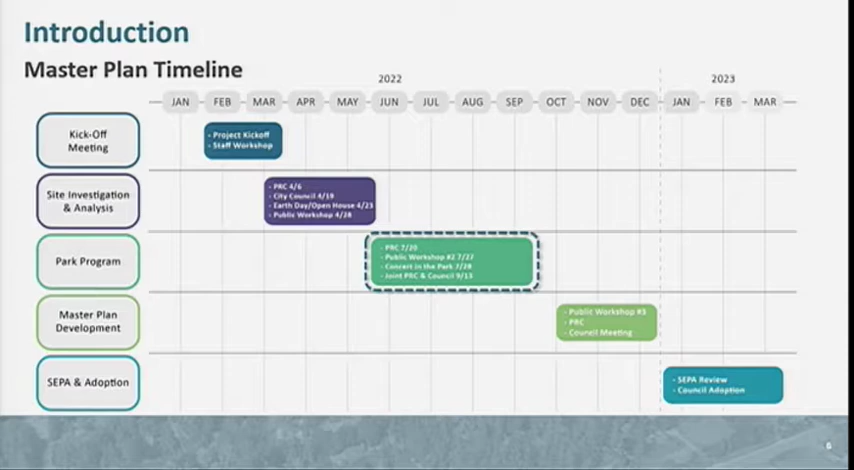 Introduction
Master Plan Timeline
2022
2023
JAN FEB MAR APR MAY JUN JUL AUG SEP OCT NOV DEC JAN FEB MAR
Kick-Off
Meeting
- Project Kickoff
- Staff Workshop
Site Investigation
& Analysis
- PRC 4/6
- City Council 4/19
- Earth Day/Open House 4/23
- Public Workshop 4/28
Park Program
- PRC 7/20
- Public Workshop #2 7/27
- Concert in the Park 7/28
- Joint PRC & Council 9/13
Master Plan
Development
- Public Workshop #3
- PRC
- Council Meeting
SEPA & Adoption
- SEPA Review
- Council Adoption
6